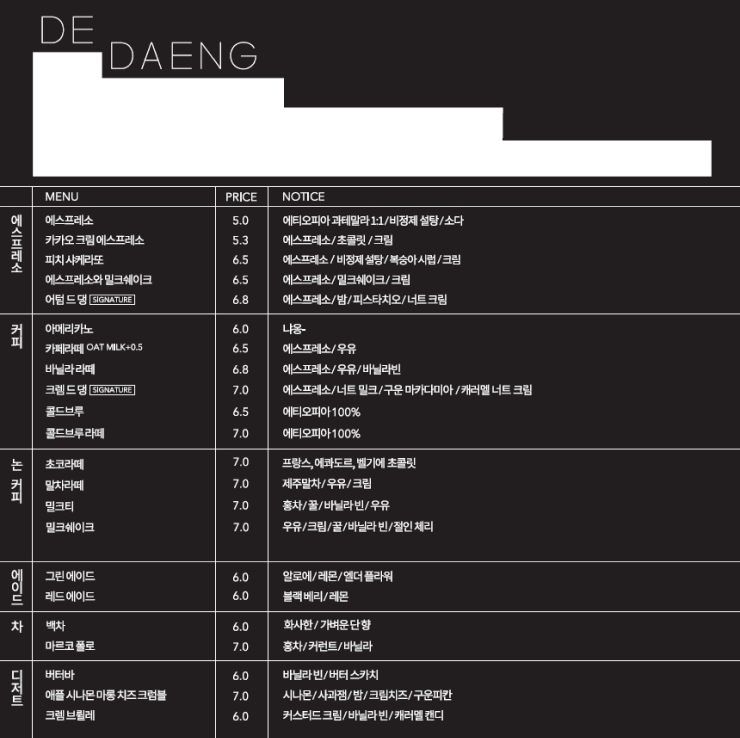 DE
DAENG
MENU PRICE NOTICE
에스프레소
에스프레소 5.0 에티오피아 과테말라 1:1/비정제 설탕/소다
카카오 크림 에스프레소 5.3 에스프레소/초콜릿 /크림
피치 샤케라또 6.5 에스프레소 / 비정제 설탕/복숭아 시럽/크림
에스프레소와 밀크쉐이크 6.5 에스프레소/밀크쉐이크/크림
어텀 드 댕 SIGNATURE 6.8 에스프레소/밤/피스타치오/너트 크림
커피
아메리카노 6.0 냐옹-
카페라떼 OAT MILK+0.5 6.5 에스프레소/우유
바닐라 라떼 6.8 에스프레소/우유/바닐라빈
크렘 드 댕 SIGNATURE 7.0 에스프레소/너트 밀크/구운 마카다미아 /캐러멜 너트 크림
콜드브루 6.5 에티오피아 100%
콜드브루 라떼 7.0 에티오피아 100%
논 커피
초코라떼 7.0 프랑스, 에콰도르, 벨기에 초콜릿
말차라떼 7.0 제주말차/우유/크림
밀크티 7.0 홍차/꿀/바닐라 빈/우유
밀크쉐이크 7.0 우유/크림/꿀/바닐라 빈/절인 체리
에이드
그린 에이드 6.0 알로에/레몬/엘더 플라워
레드 에이드 6.0 블랙 베리/레몬
차
백차 6.0 화사한/가벼운 단 향
마르코 폴로 7.0 홍차/커런트/바닐라
디저트
버터바 6.0 바닐라 빈/버터 스카치
애플 시나몬 마롱 치즈 크럼블 7.0 시나몬/사과잼/밤/크림치즈/구운피칸
크렘 브륄레 6.0 커스터드 크림/바닐라 빈/캐러멜 캔디